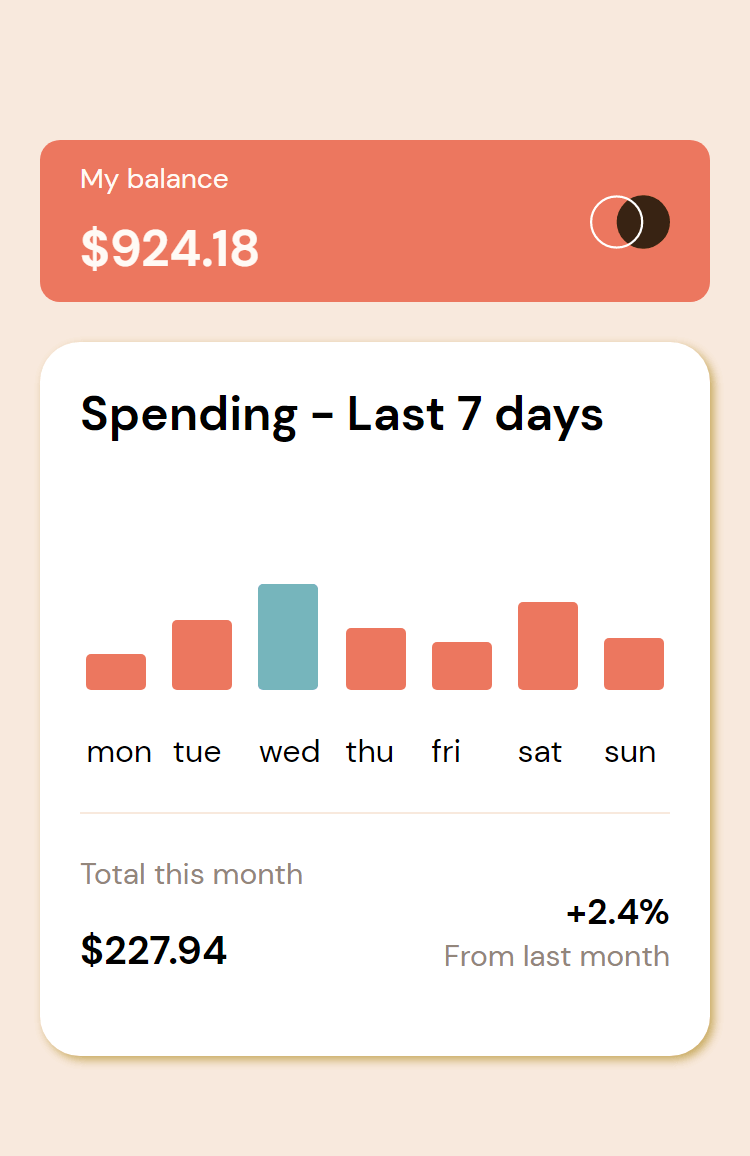 My balance
$924.18
Spending - Last 7 days
mon tue wed thu fri sat sun
Total this month
$227.94
+2.4%
From last month